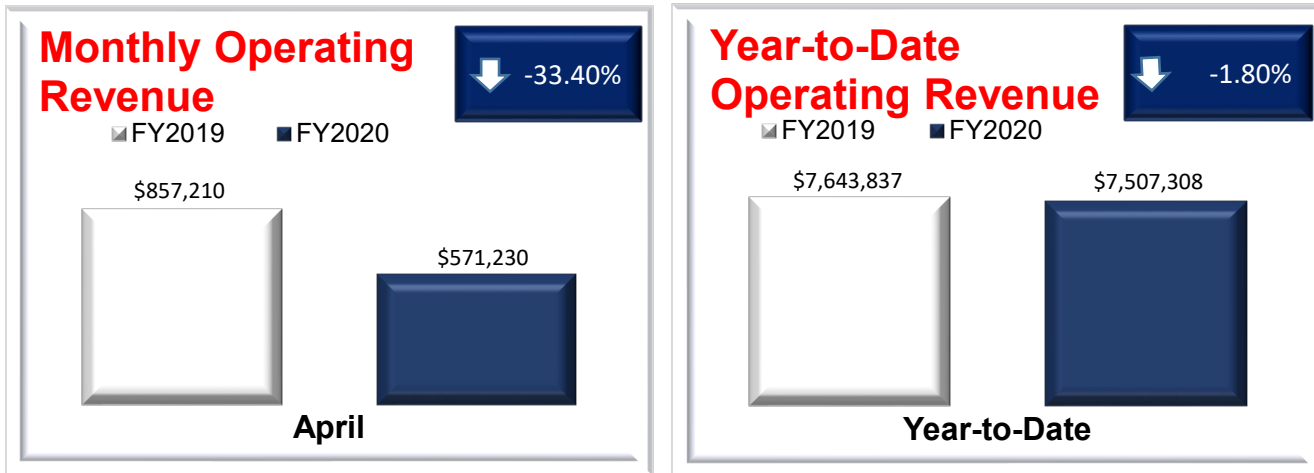 Monthly Operating
Revenue
-33.40%
FY2019 FY2020
$857,210
$571,230
April
Year-to-Date
Operating Revenue
-1.80%
FY2019 FY2020
$7,643,837
$7,507,308
Year-to-Date